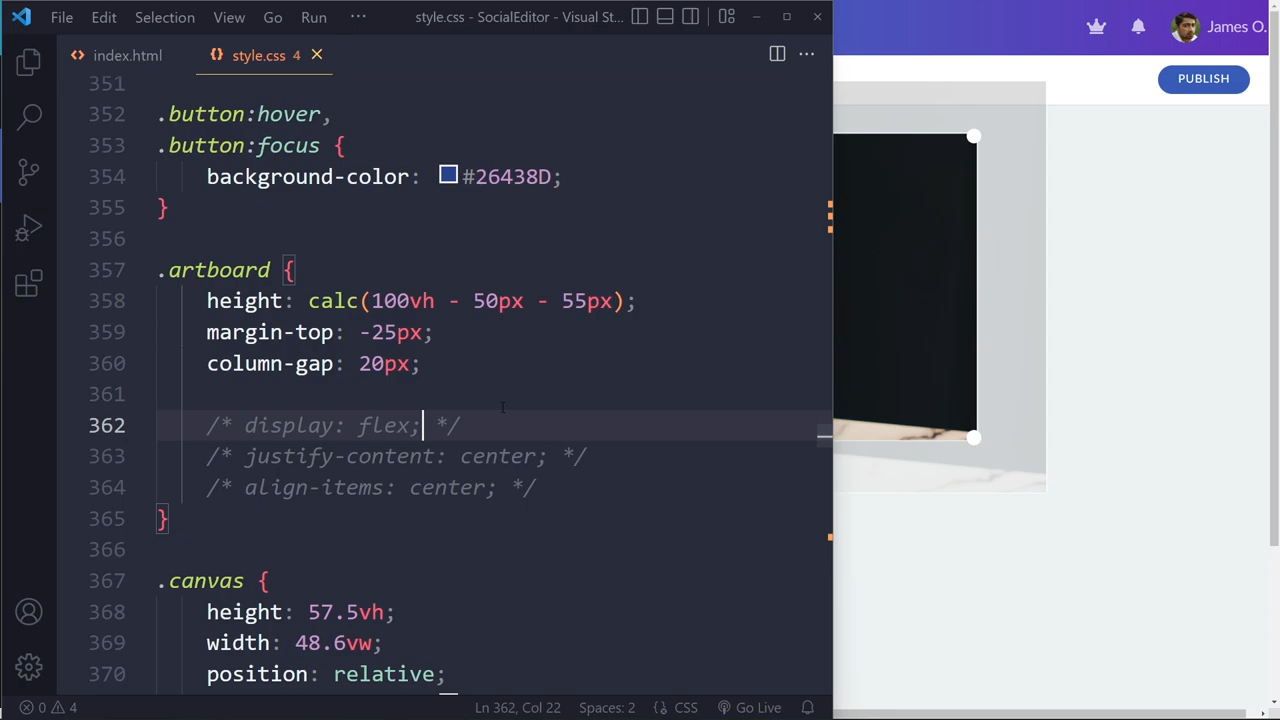 File Edit Selection View Go Run ··· style.css - SocialEditor - Visual St...
James O.
index.html style.css 4
PUBLISH
351
352 .button:hover,
353 .button:focus {
354 background-color: #26438D;
355 }
356
357 .artboard {
358 height: calc(100vh - 50px - 55px);
359 margin-top: -25px;
360 column-gap: 20px;
361
362 /* display: flex; */
363 /* justify-content: center; */
364 /* align-items: center; */
365 }
366
367 .canvas {
368 height: 57.5vh;
369 width: 48.6vw;
370 position: relative;
0 4 Ln 362, Col 22 Spaces: 2 CSS Go Live